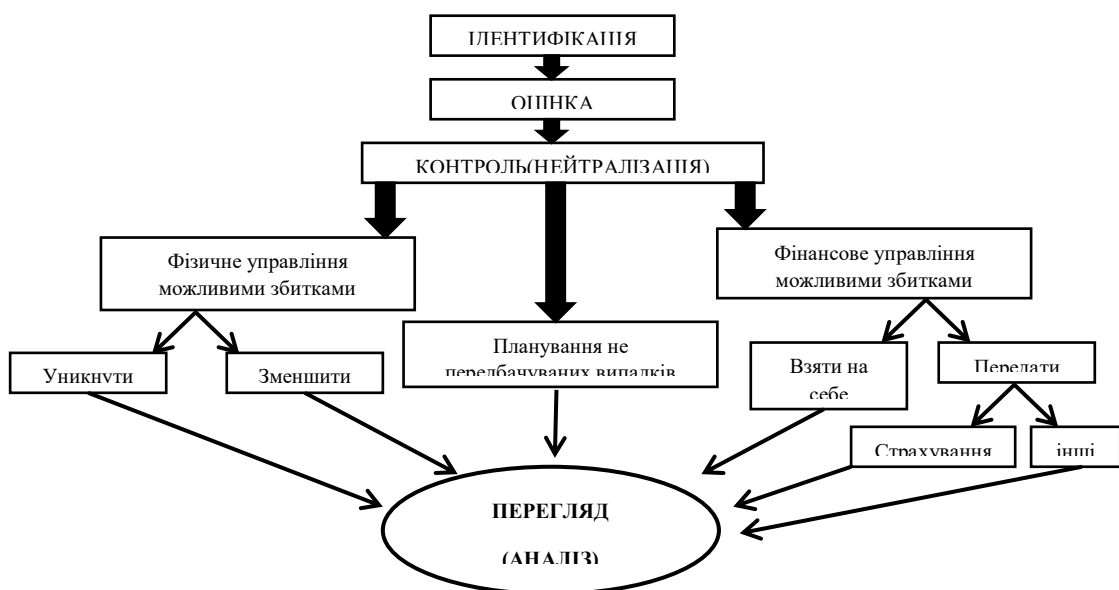 ІДЕНТИФІКАЦІЯ
ОЦІНКА
КОНТРОЛЬ(НЕЙТРАЛІЗАЦІЯ)
Фізичне управління
можливими збитками
Фінансове управління
можливими збитками
Планування не
передбачуваних випадків
Уникнути
Зменшити
Взяти на
себе
Передати
Страхування
інші
ПЕРЕГЛЯД
(АНАЛІЗ)